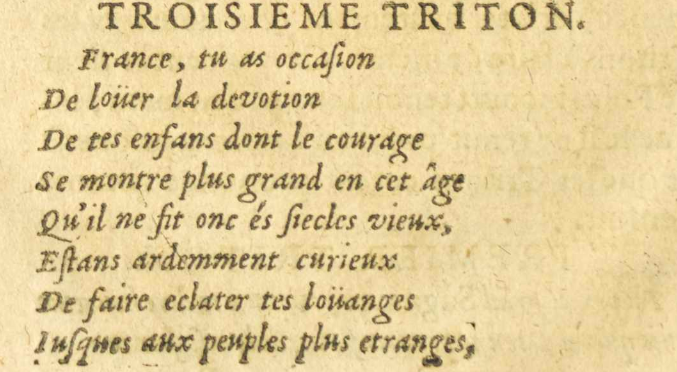 TROISIEME TRITON.
France, tu as occaſion
De loüer la devotion
De tes enfans dont le courage
Se montre plus grand en cet âge
Qu'il ne fit onc és ſiecles vieux,
Eſtans ardemment curieux
De faire eclater tes loüanges
Iuſques aux peuples plus etranges,